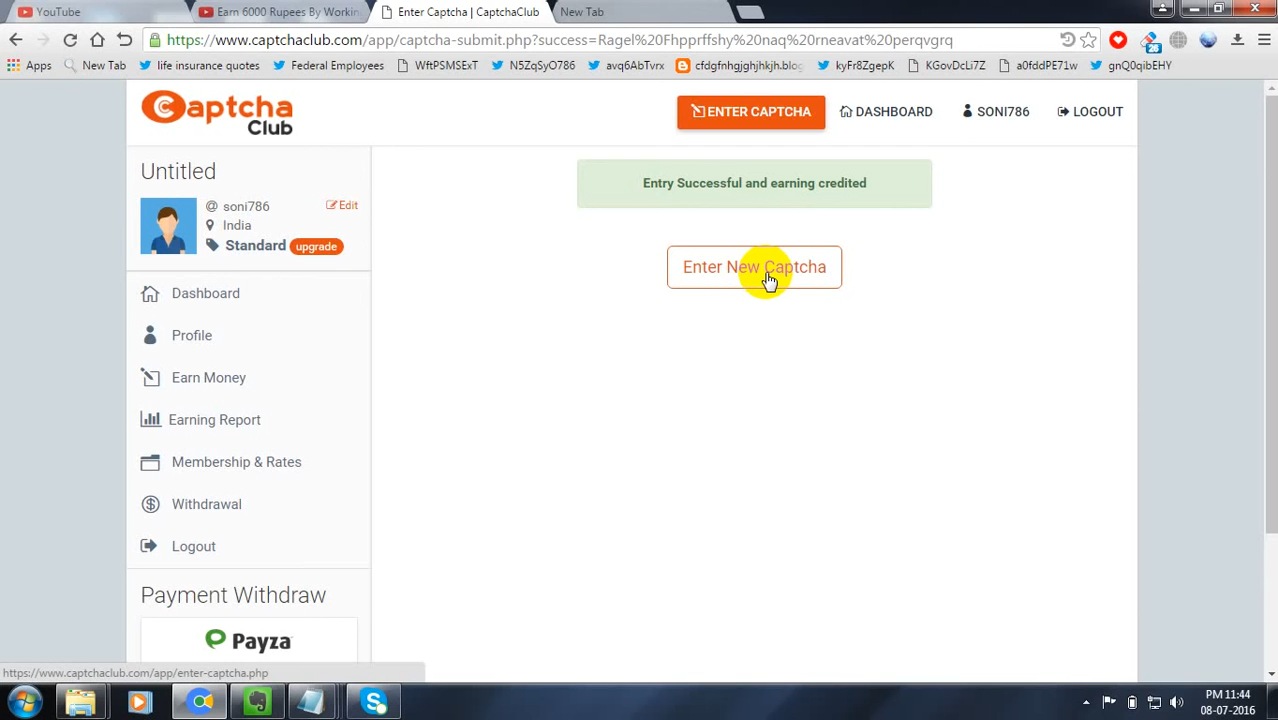 YouTube
Earn 6000 Rupees By Workin
Enter Captcha | CaptchaClub
New Tab
https://www.captchaclub.com/app/captcha-submit.php?success=Ragel%20Fhpprffshy%20naq%20rneavat%20perqvgrq
26
Apps New Tab life insurance quotes Federal Employees WftPSMSExT N5ZqSyO786 avq6AbTvrx cfdgfnhgjghjhkjh.blog kyFr8ZgepK KGovDcLi7Z a0fddPE71w gnQ0qibEHY
Captcha
Club
ENTER CAPTCHA DASHBOARD SONI786 LOGOUT
Untitled
@ soni786 Edit
India
Standard upgrade
Entry Successful and earning credited
Enter New Captcha
Dashboard
Profile
Earn Money
Earning Report
Membership & Rates
Withdrawal
Logout
Payment Withdraw
Payza
https://www.captchaclub.com/app/enter-captcha.php
PM 11:44
08-07-2016